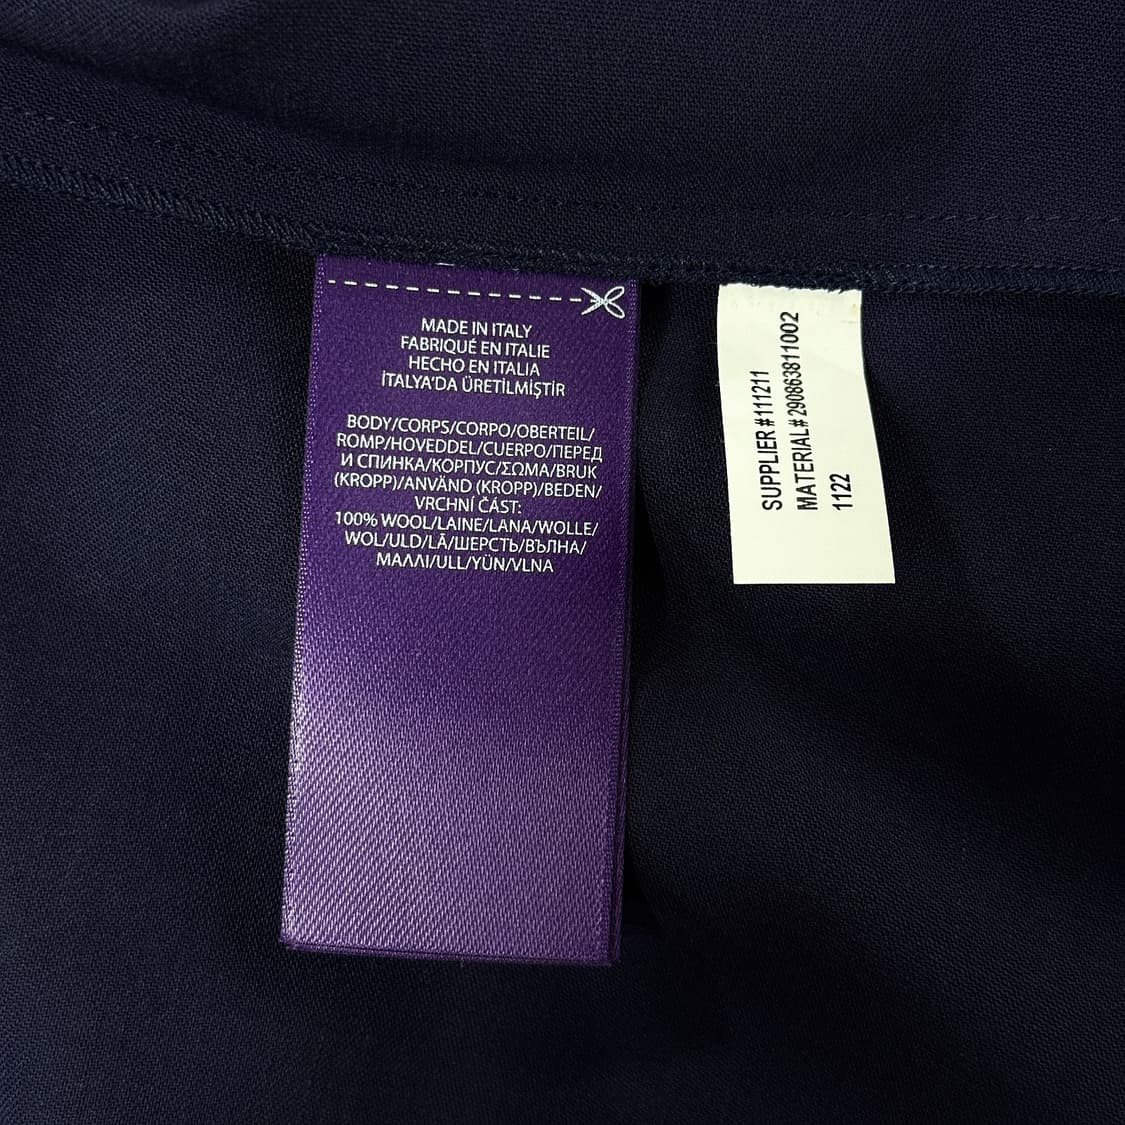 MADE IN ITALY
FABRIQUÉ EN ITALIE
HECHO EN ITALIA
İTALYA'DA ÜRETİLMİŞTİR
BODY/CORPS/CORPO/OBERTEIL/
ROMP/HOVEDDEL/CUERPO/ПЕРЕД
И СПИНКА/КОРПУС/ΣΩΜΑ/BRUK
(KROPP)/ANVÄND (KROPP)/BEDEN/
VRCHNÍ ČÁST:
100% WOOL/LAINE/LANA/WOLLE/
WOL/ULD/LÃ/ШЕРСТЬ/ВЪЛНА/
ΜΑΛΛΙ/ULL/YÜN/VLNA
SUPPLIER #111211
MATERIAL# 290863811002
1122